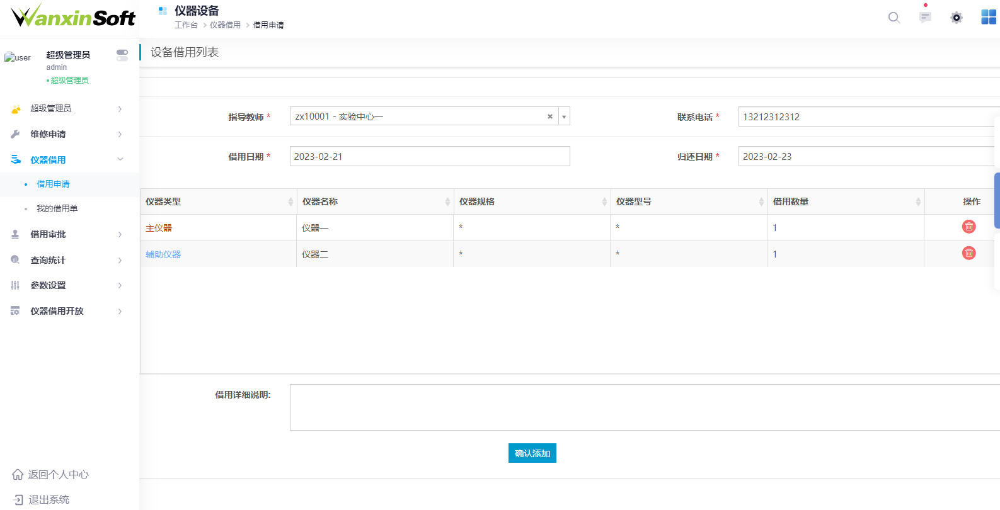 WanxinSoft
仪器设备
工作台 > 仪器借用 > 借用申请
user
超级管理员
admin
超级管理员
超级管理员
维修申请
仪器借用
借用申请
我的借用单
借用审批
查询统计
参数设置
仪器借用开放
返回个人中心
退出系统
设备借用列表
指导教师 * zx10001 - 实验中心一 联系电话 * 13212312312
借用日期 * 2023-02-21 归还日期 * 2023-02-23
仪器类型 仪器名称 仪器规格 仪器型号 借用数量 操作
主仪器 仪器一 * * 1
辅助仪器 仪器二 * * 1
借用详细说明:
确认添加